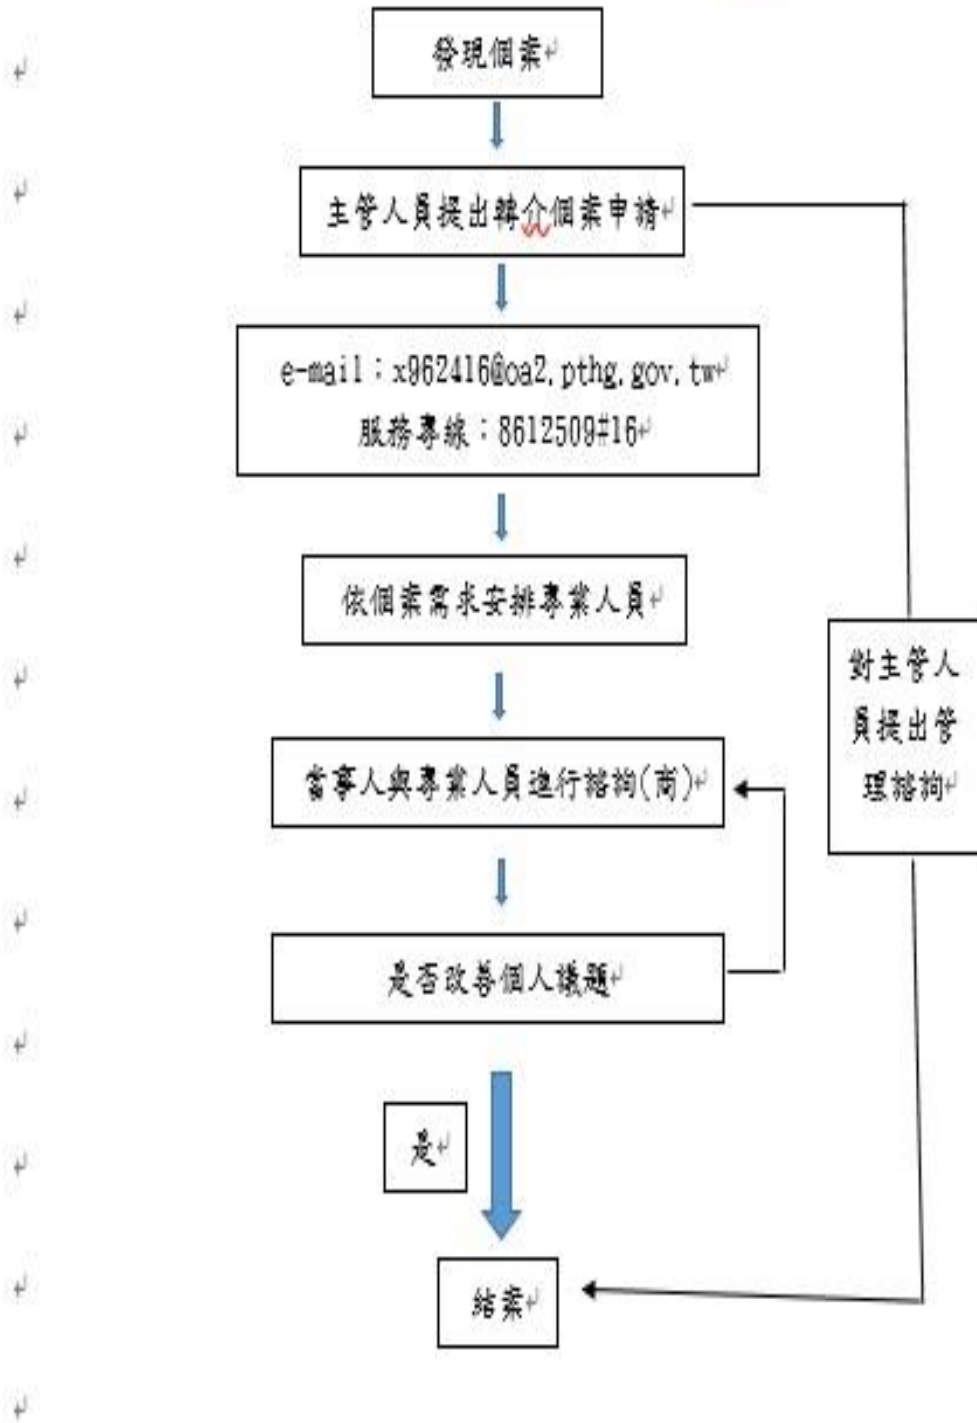 發現個案
主管人員提出轉介個案申請
e-mail：x962416@oa2.pthg.gov.tw
服務專線：8612509#16
依個案需求安排專業人員
對主管人
員提出管
理諮詢
當事人與專業人員進行諮詢(商)
是否改善個人議題
是
結案